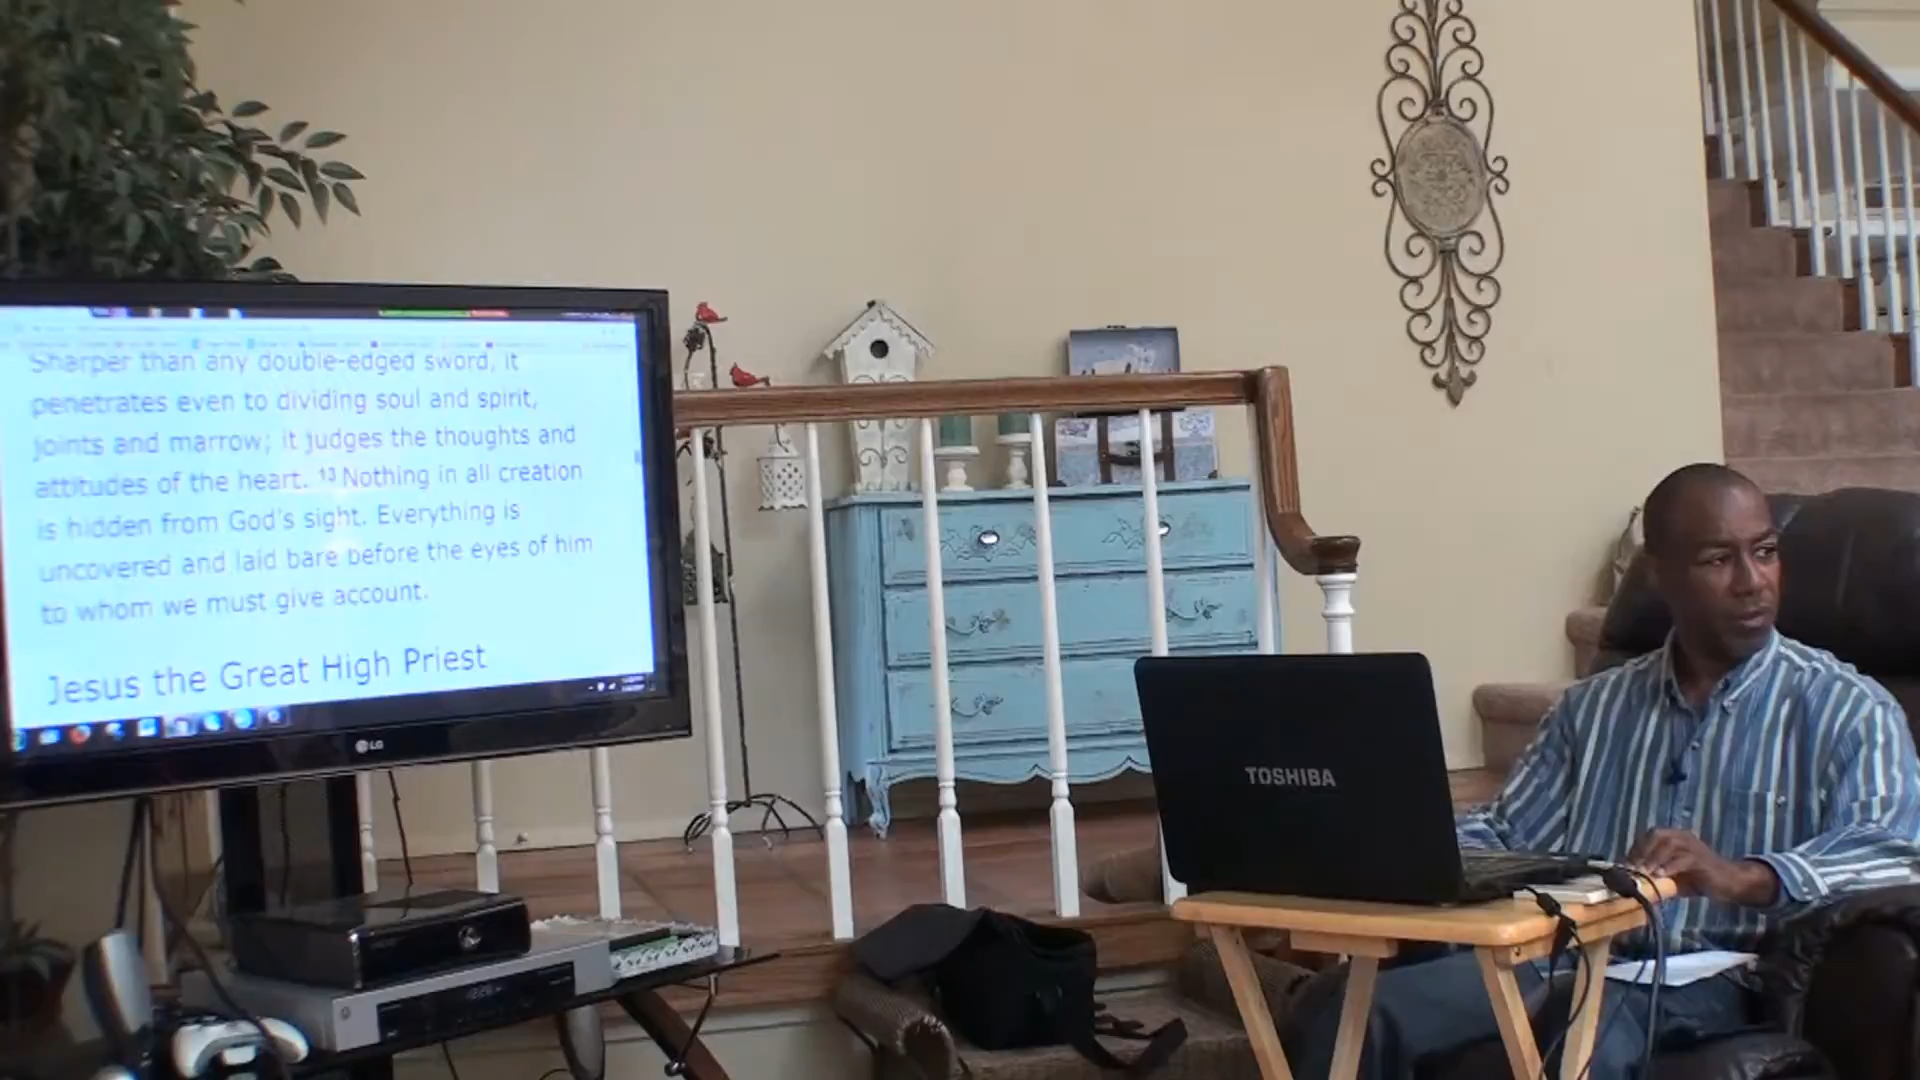 Sharper than any double-edged sword, it
penetrates even to dividing soul and spirit,
joints and marrow; it judges the thoughts and
attitudes of the heart. 13 Nothing in all creation
is hidden from God's sight. Everything is
uncovered and laid bare before the eyes of him
to whom we must give account.
Jesus the Great High Priest
LG
TOSHIBA